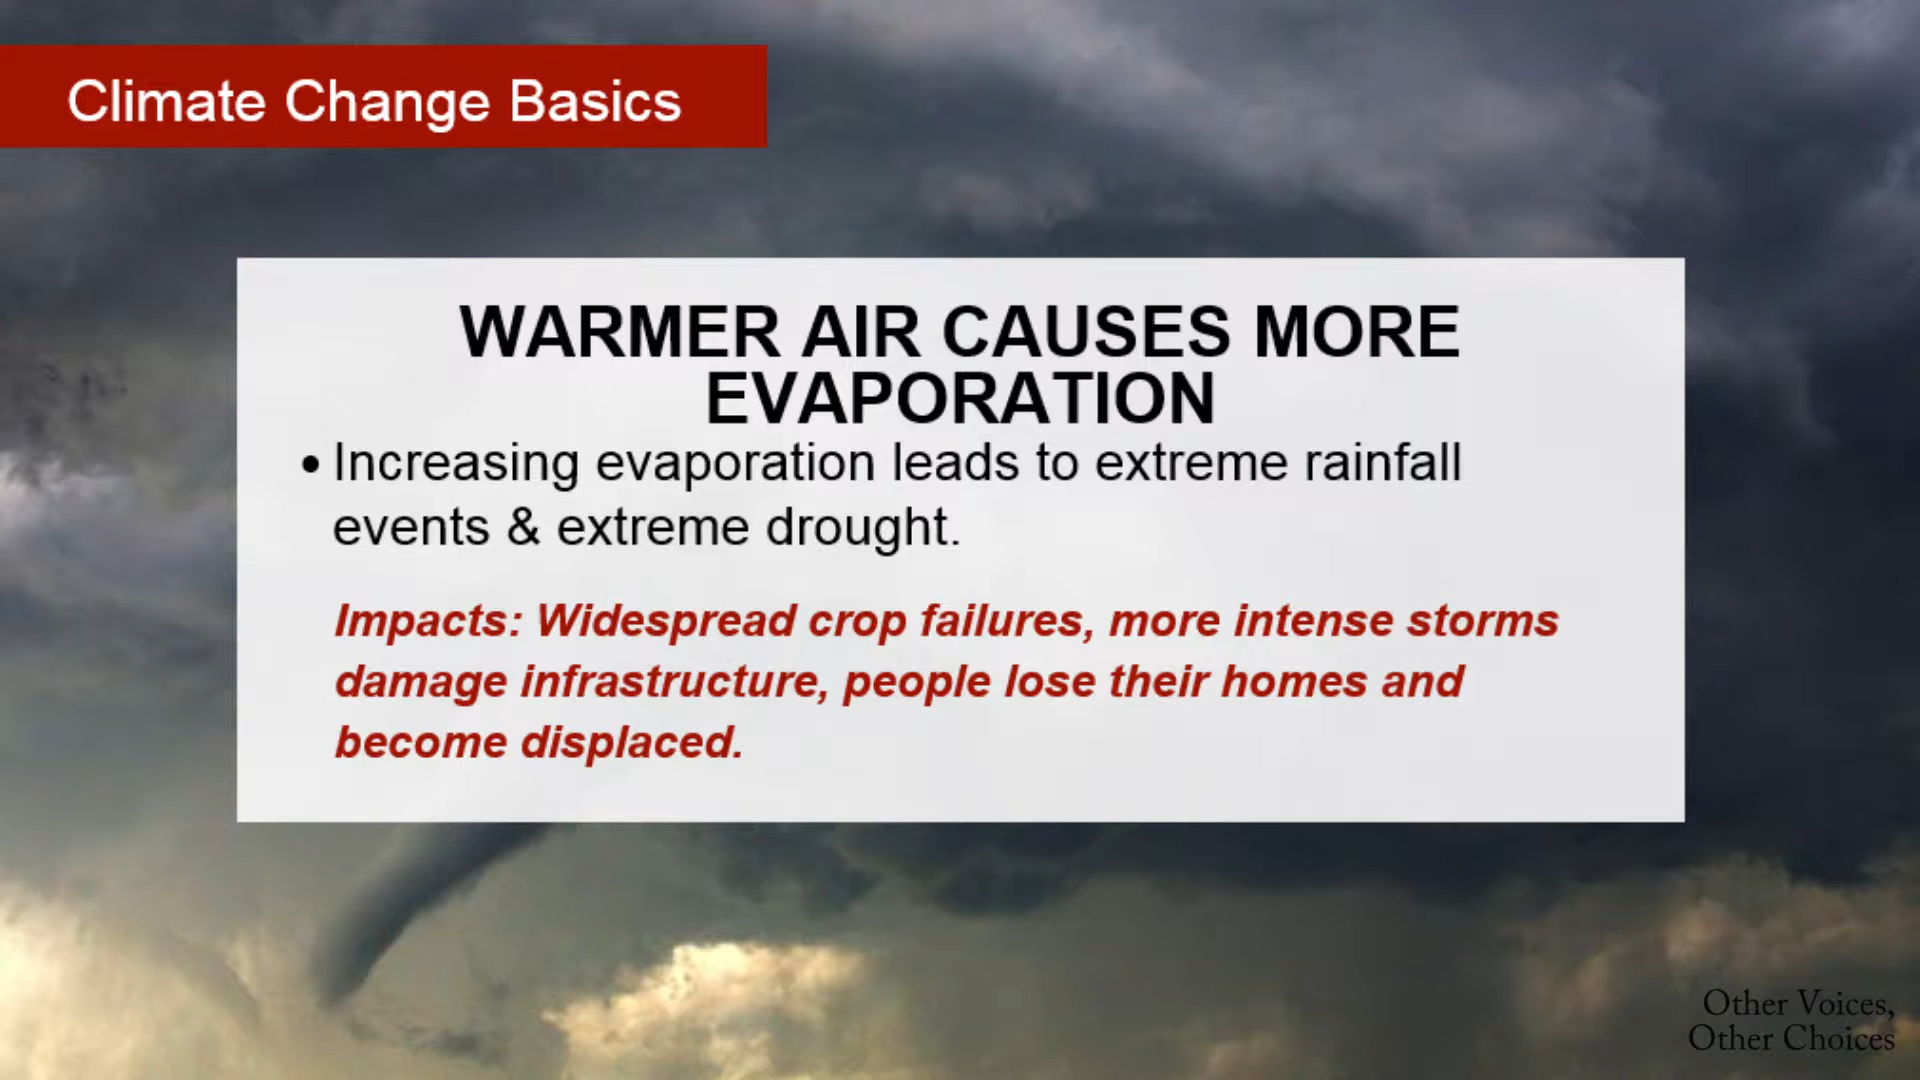 Climate Change Basics
WARMER AIR CAUSES MORE
EVAPORATION
• Increasing evaporation leads to extreme rainfall
events & extreme drought.
Impacts: Widespread crop failures, more intense storms
damage infrastructure, people lose their homes and
become displaced.
Other Voices,
Other Choices